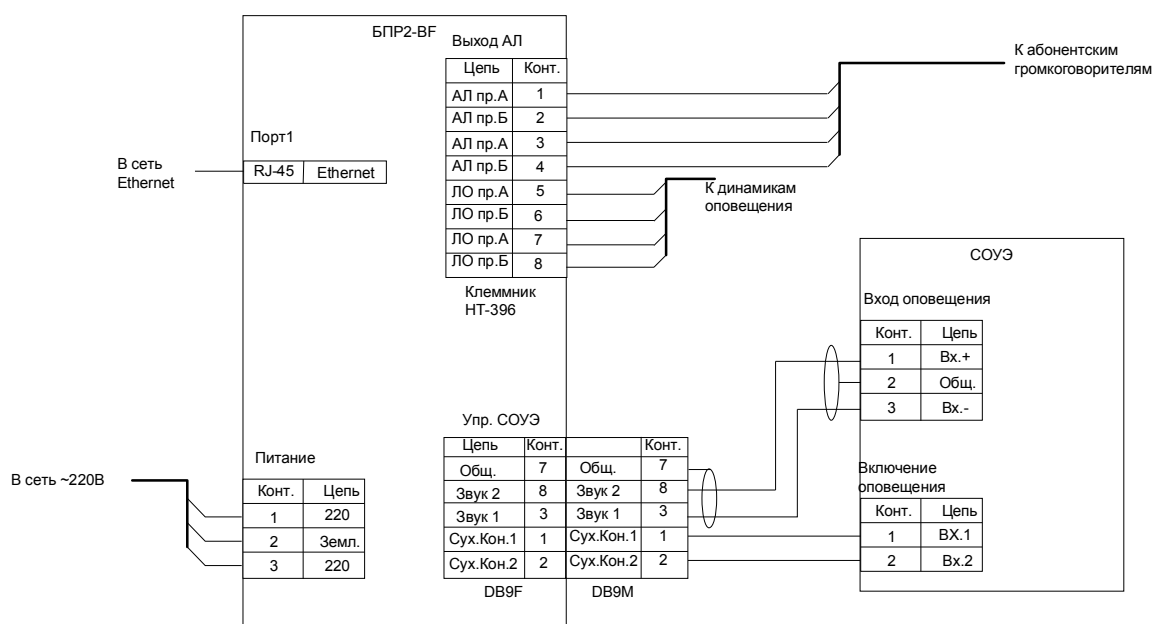 БПР2-BF
Выход АЛ
Цепь Конт.
АЛ пр.А 1
АЛ пр.Б 2
АЛ пр.А 3
АЛ пр.Б 4
ЛО пр.А 5
ЛО пр.Б 6
ЛО пр.А 7
ЛО пр.Б 8
Клеммник
НТ-396
К абонентским
громкоговорителям
К динамикам
оповещения
Порт1
В сеть
Ethernet
RJ-45 Ethernet
СОУЭ
Вход оповещения
Конт. Цепь
1 Вх.+
2 Общ.
3 Вх.-
Упр. СОУЭ
Цепь Конт. Конт.
Общ. 7 Общ. 7
Звук 2 8 Звук 2 8
Звук 1 3 Звук 1 3
Сух.Кон.1 1 Сух.Кон.1 1
Сух.Кон.2 2 Сух.Кон.2 2
DB9F DB9M
Питание
В сеть ~220В
Конт. Цепь
1 220
2 Земл.
3 220
Включение
оповещения
Конт. Цепь
1 ВХ.1
2 Вх.2